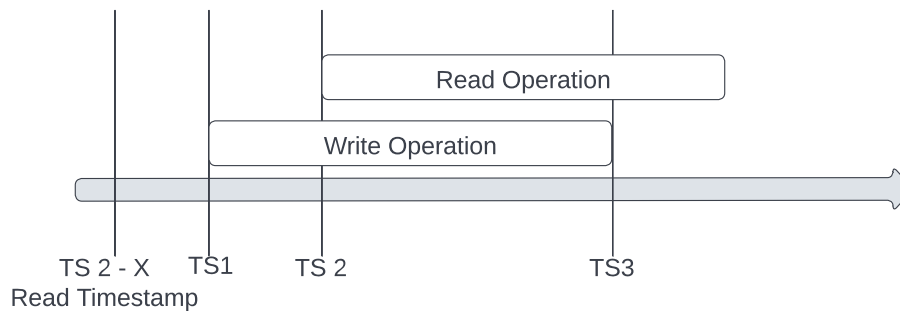 Read Operation
Write Operation
TS 2 - X
Read Timestamp
TS1
TS 2
TS3